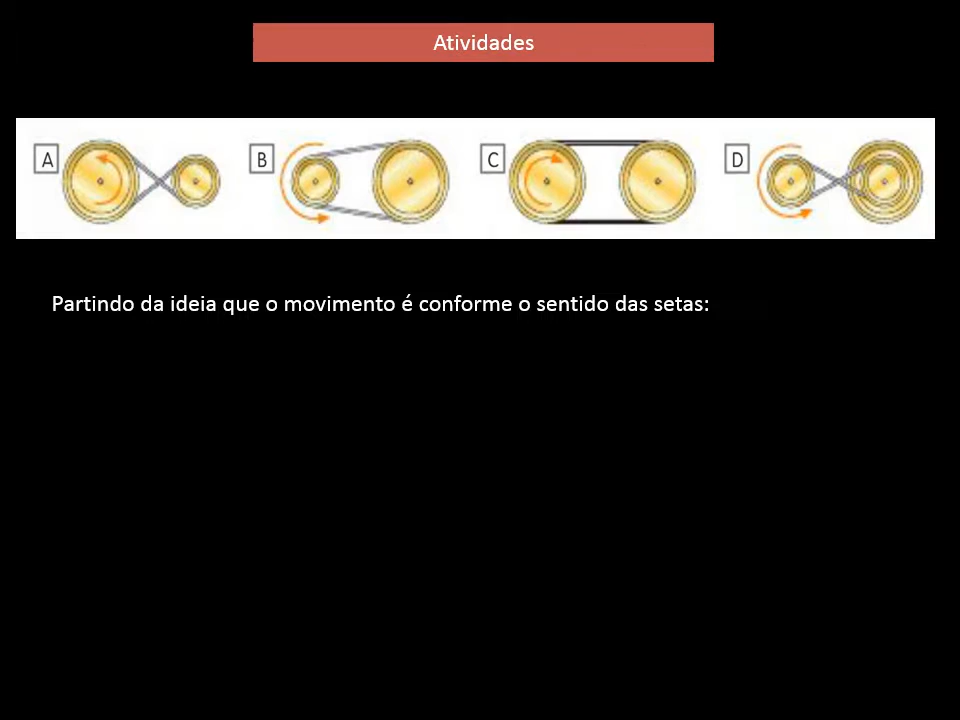 Atividades
A B C D
Partindo da ideia que o movimento é conforme o sentido das setas: